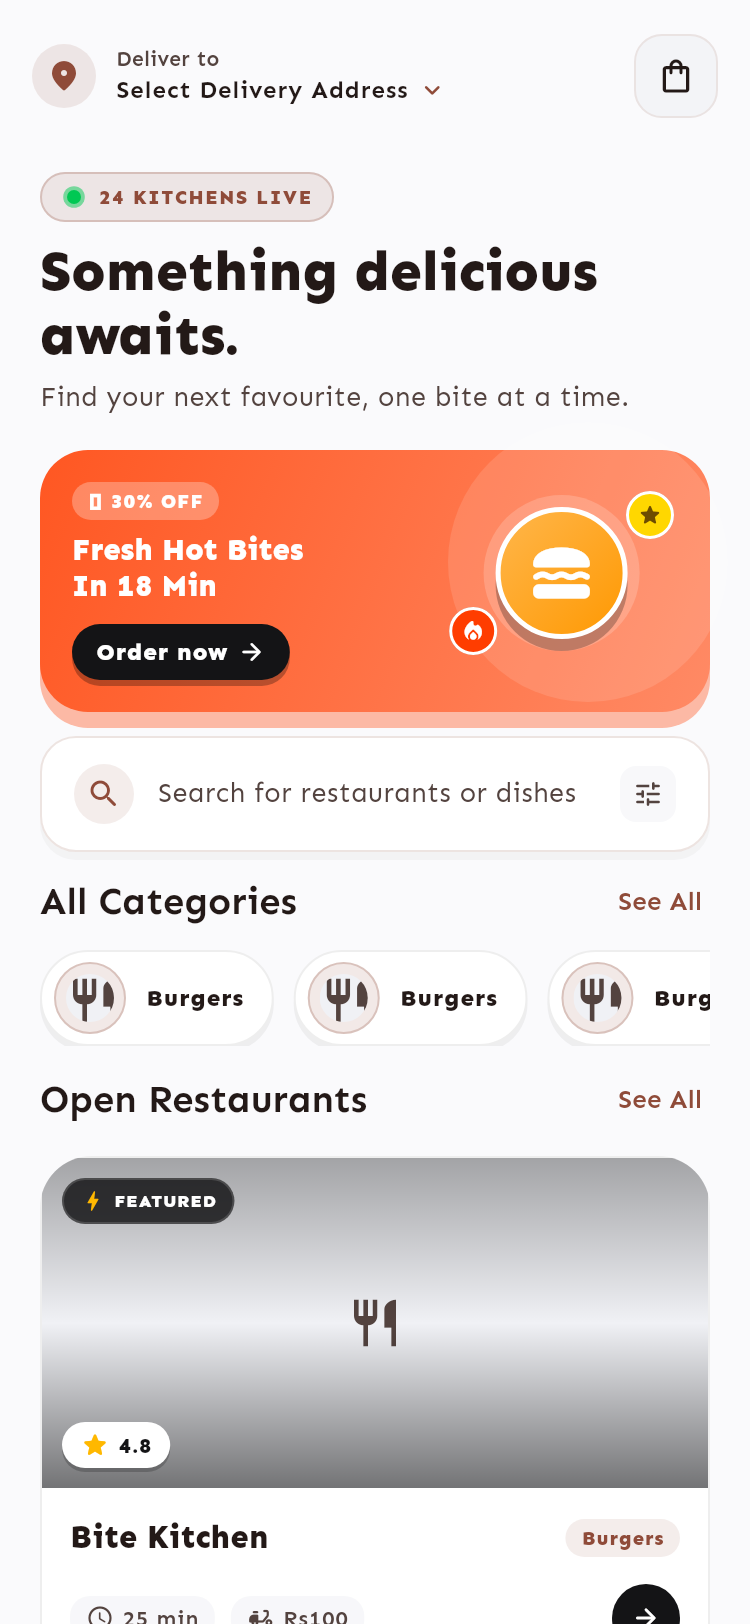 Deliver to
Select Delivery Address
24 KITCHENS LIVE
Something delicious
awaits.
Find your next favourite, one bite at a time.
30% OFF
Fresh Hot Bites
In 18 Min
Order now
Search for restaurants or dishes
All Categories
See All
Burgers
Burgers
Burg
Open Restaurants
See All
FEATURED
4.8
Bite Kitchen
Burgers
25 min
Rs100